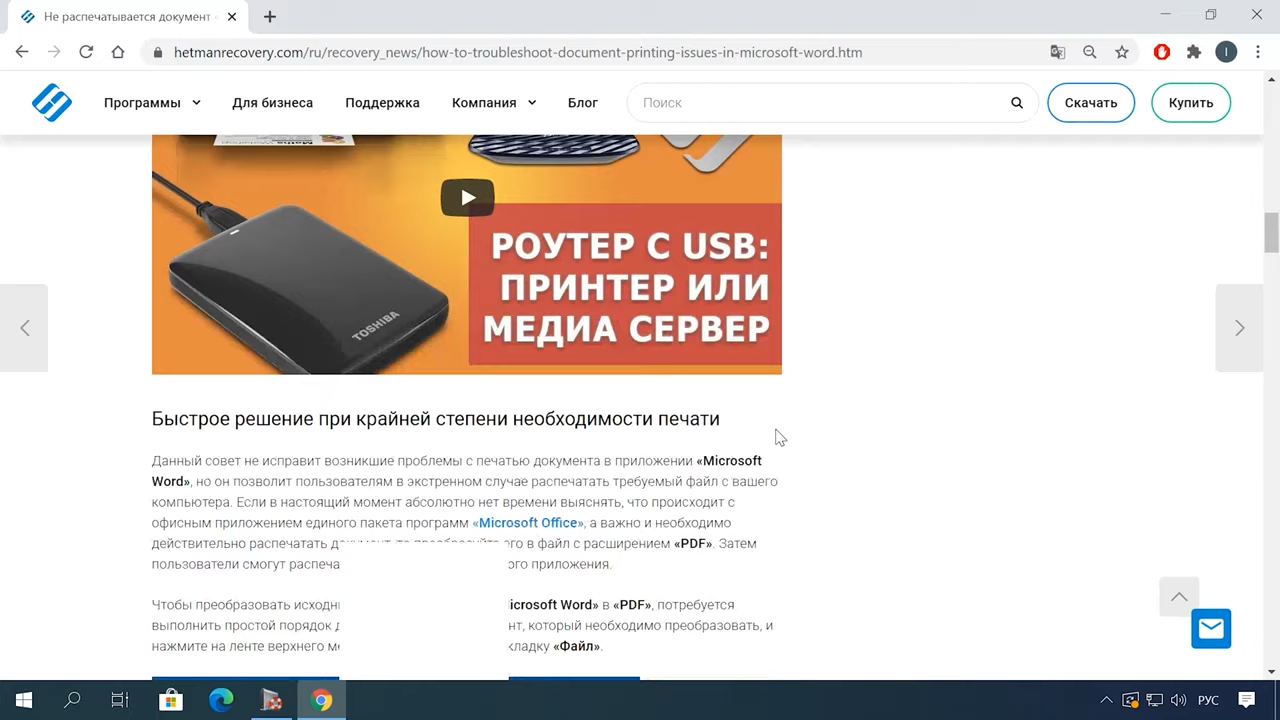 Не распечатывается документ
hetmanrecovery.com/ru/recovery_news/how-to-troubleshoot-document-printing-issues-in-microsoft-word.htm
I
Программы
Для бизнеса
Поддержка
Компания
Блог
Поиск
Скачать
Купить
TOSHIBA
РОУТЕР С USB:
ПРИНТЕР ИЛИ
МЕДИА СЕРВЕР
Быстрое решение при крайней степени необходимости печати
Данный совет не исправит возникшие проблемы с печатью документа в приложении «Microsoft
Word», но он позволит пользователям в экстренном случае распечатать требуемый файл с вашего
компьютера. Если в настоящий момент абсолютно нет времени выяснять, что происходит с
офисным приложением единого пакета программ «Microsoft Office», а важно и необходимо
действительно распечатать его в файл с расширением «PDF». Затем
пользователи смогут распеча ого приложения.
Чтобы преобразовать исходн icrosoft Word» в «PDF», потребуется
выполнить простой порядок д нт, который необходимо преобразовать, и
нажмите на ленте верхнего ме кладку «Файл».
РУС